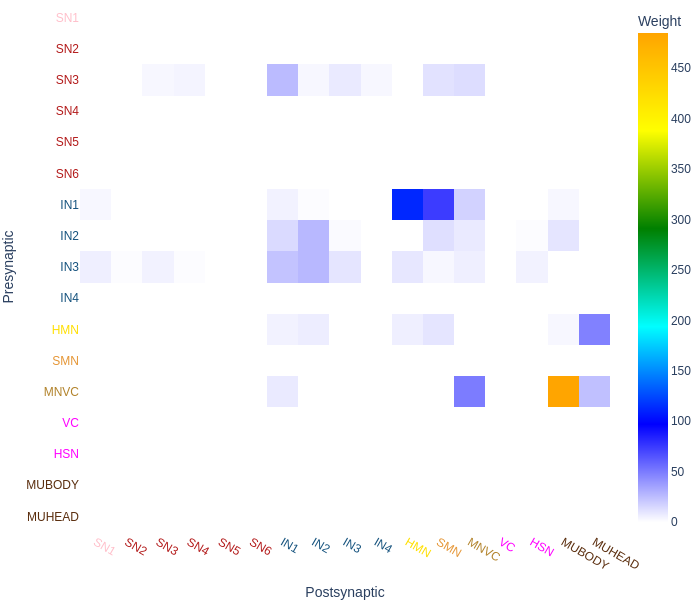 Weight
SN1
SN2
SN3
SN4
SN5
SN6
IN1
IN2
IN3
IN4
HMN
SMN
MNVC
VC
HSN
MUBODY
MUHEAD
Presynaptic
450
400
350
300
250
200
150
100
50
0
SN1
SN2
SN3
SN4
SN5
SN6
IN1
IN2
IN3
IN4
HMN
SMN
MNVC
VC
HSN
MUBODY
MUHEAD
Postsynaptic